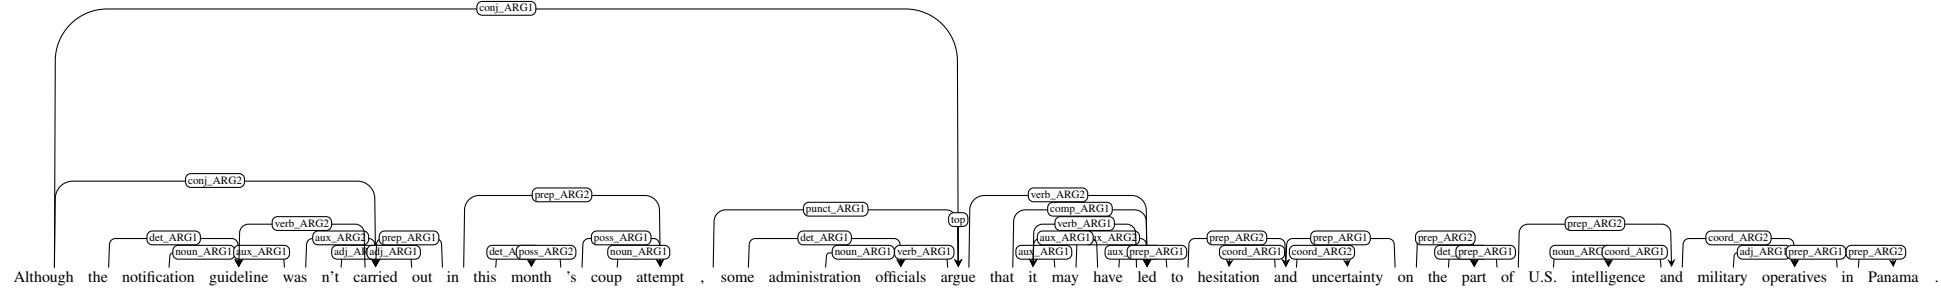 conj_ARG1
conj_ARG2
prep_ARG2 verb_ARG2
punct_ARG1 comp_ARG1
top
verb_ARG2 verb_ARG1 prep_ARG2
det_ARG1 aux_ARG2 prep_ARG1 poss_ARG1 det_ARG1 aux_ARG1 prep_ARG2 prep_ARG1 prep_ARG2 coord_ARG2
noun_ARG1 aux_ARG1 adj_ARG1 poss_ARG2 noun_ARG1 noun_ARG1 verb_ARG1 aux_ARG1 prep_ARG1 coord_ARG1 coord_ARG2 prep_ARG1 coord_ARG1 adj_ARG1 prep_ARG1 prep_ARG2
Although the notification guideline was n't carried out in this month 's coup attempt , some administration officials argue that it may have led to hesitation and uncertainty on the part of U.S. intelligence and military operatives in Panama .